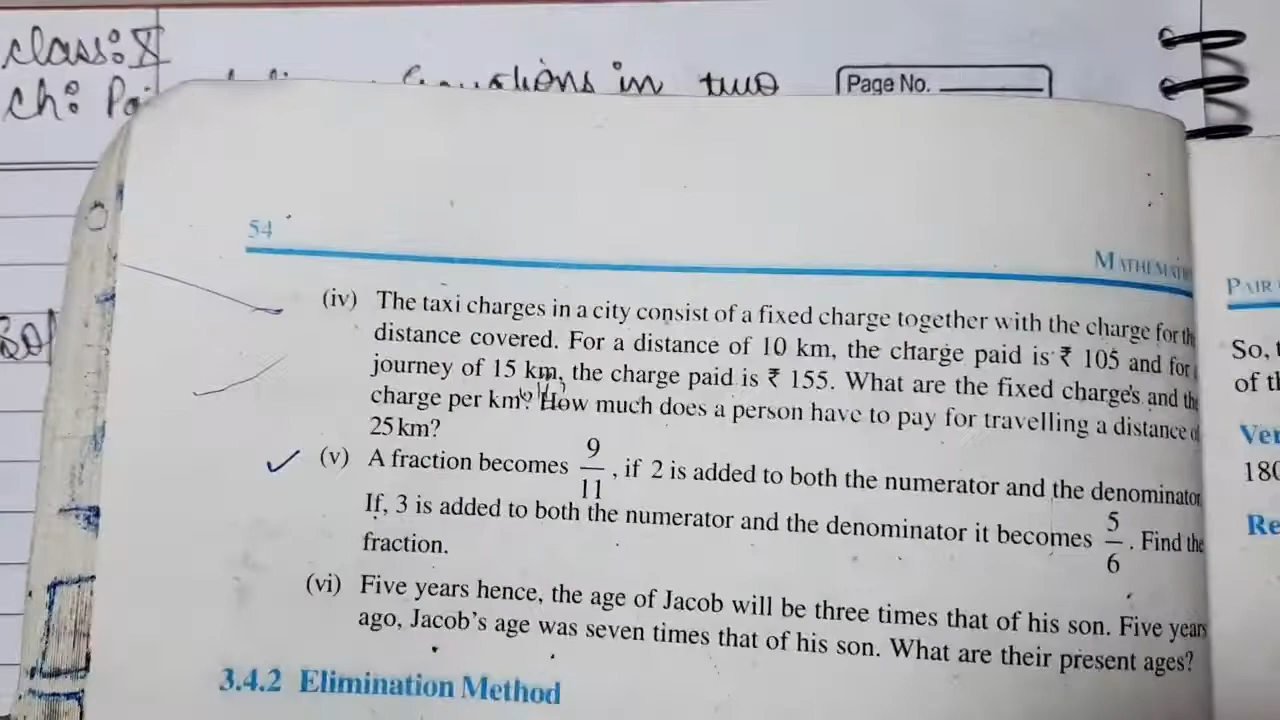 class: X
ch: Pai
in two
Page No.
54
MATHEMATI
PAIR
(iv) The taxi charges in a city consist of a fixed charge together with the charge for th
distance covered. For a distance of 10 km, the charge paid is ₹ 105 and for
journey of 15 km, the charge paid is ₹ 155. What are the fixed charges and the
charge per km? How much does a person have to pay for travelling a distance of
25 km?
(v) A fraction becomes 9/11, if 2 is added to both the numerator and the denominator
If, 3 is added to both the numerator and the denominator it becomes 5/6. Find the
fraction.
(vi) Five years hence, the age of Jacob will be three times that of his son. Five years
ago, Jacob's age was seven times that of his son. What are their present ages?
3.4.2 Elimination Method
So, t
of th
Ver
180
Re
Sol